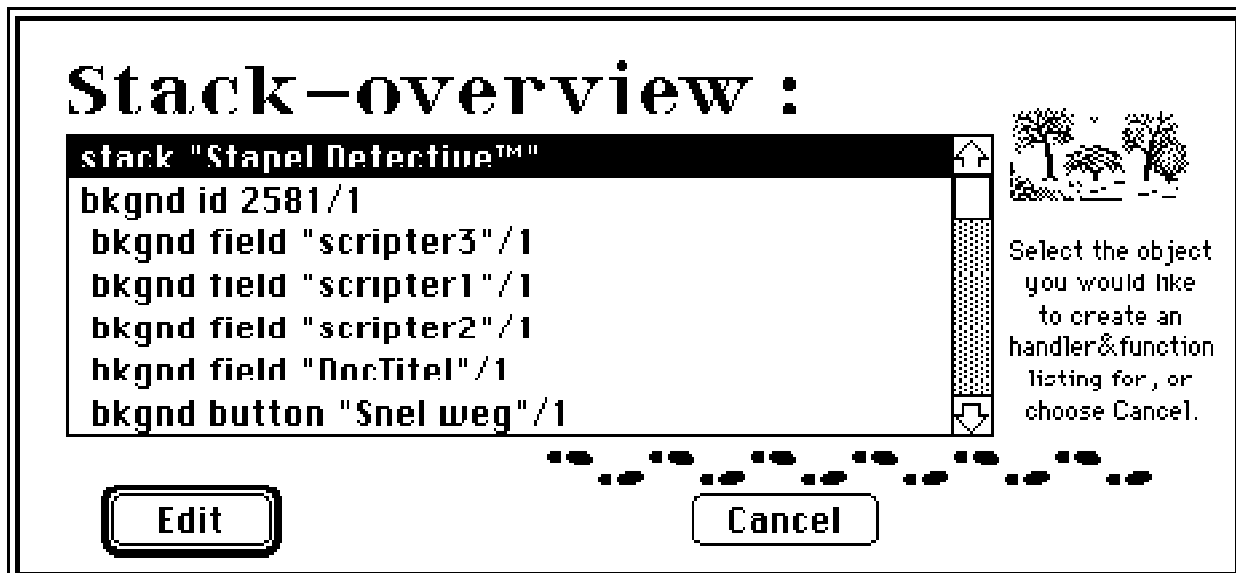 Stack-overview :
stack "Stapel Detective™"
bkgnd id 2581/1
bkgnd field "scripter3"/1
bkgnd field "scripter1"/1
bkgnd field "scripter2"/1
bkgnd field "DocTitel"/1
bkgnd button "Snel weg"/1
Select the object
you would like
to create an
handler&function
listing for, or
choose Cancel.
Edit
Cancel